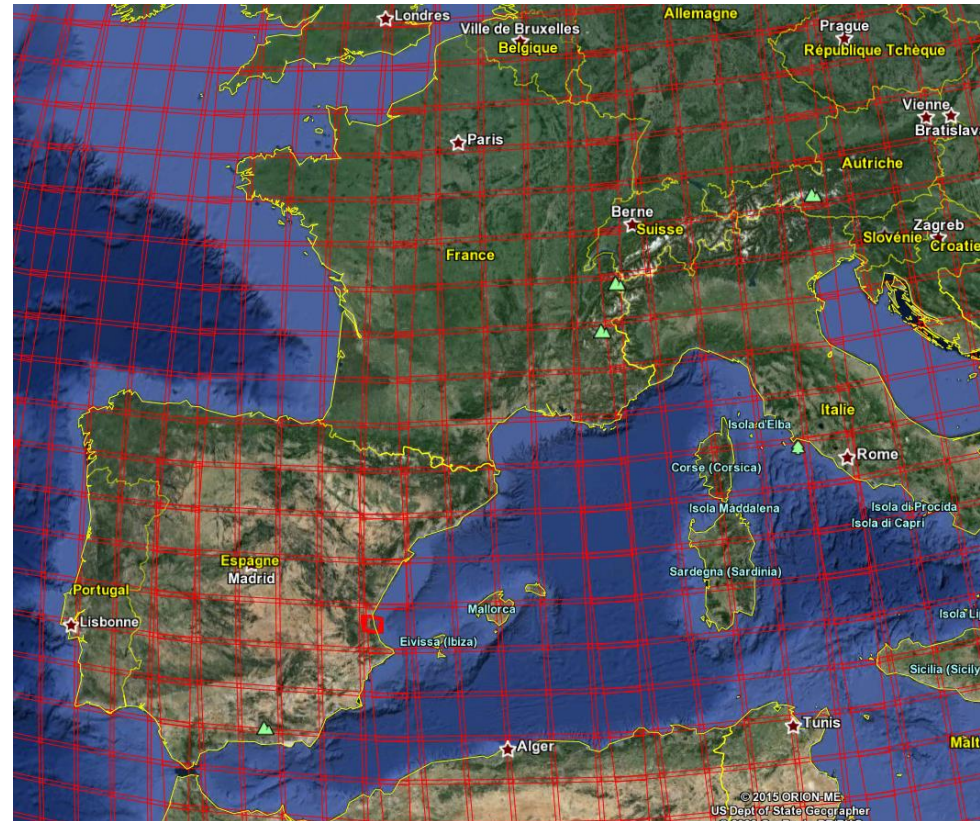 Londres
Allemagne
Ville de Bruxelles
Belgique
Prague
République Tchèque
Paris
Vienne
Bratislav
Autriche
Berne
Suisse
Zagreb
Slovénie
Croatie
France
Italie
Isola d'Elba
Rome
Corse (Corsica)
Isola Maddalena
Isola di Procida
Isola di Capri
Espagne
Madrid
Sardegna (Sardinia)
Portugal
Mallorca
Lisbonne
Isola Li
Eivissa (Ibiza)
Sicilia (Sicily
Tunis
Alger
Malt
© 2015 ORION-ME
US Dept of State Geographer